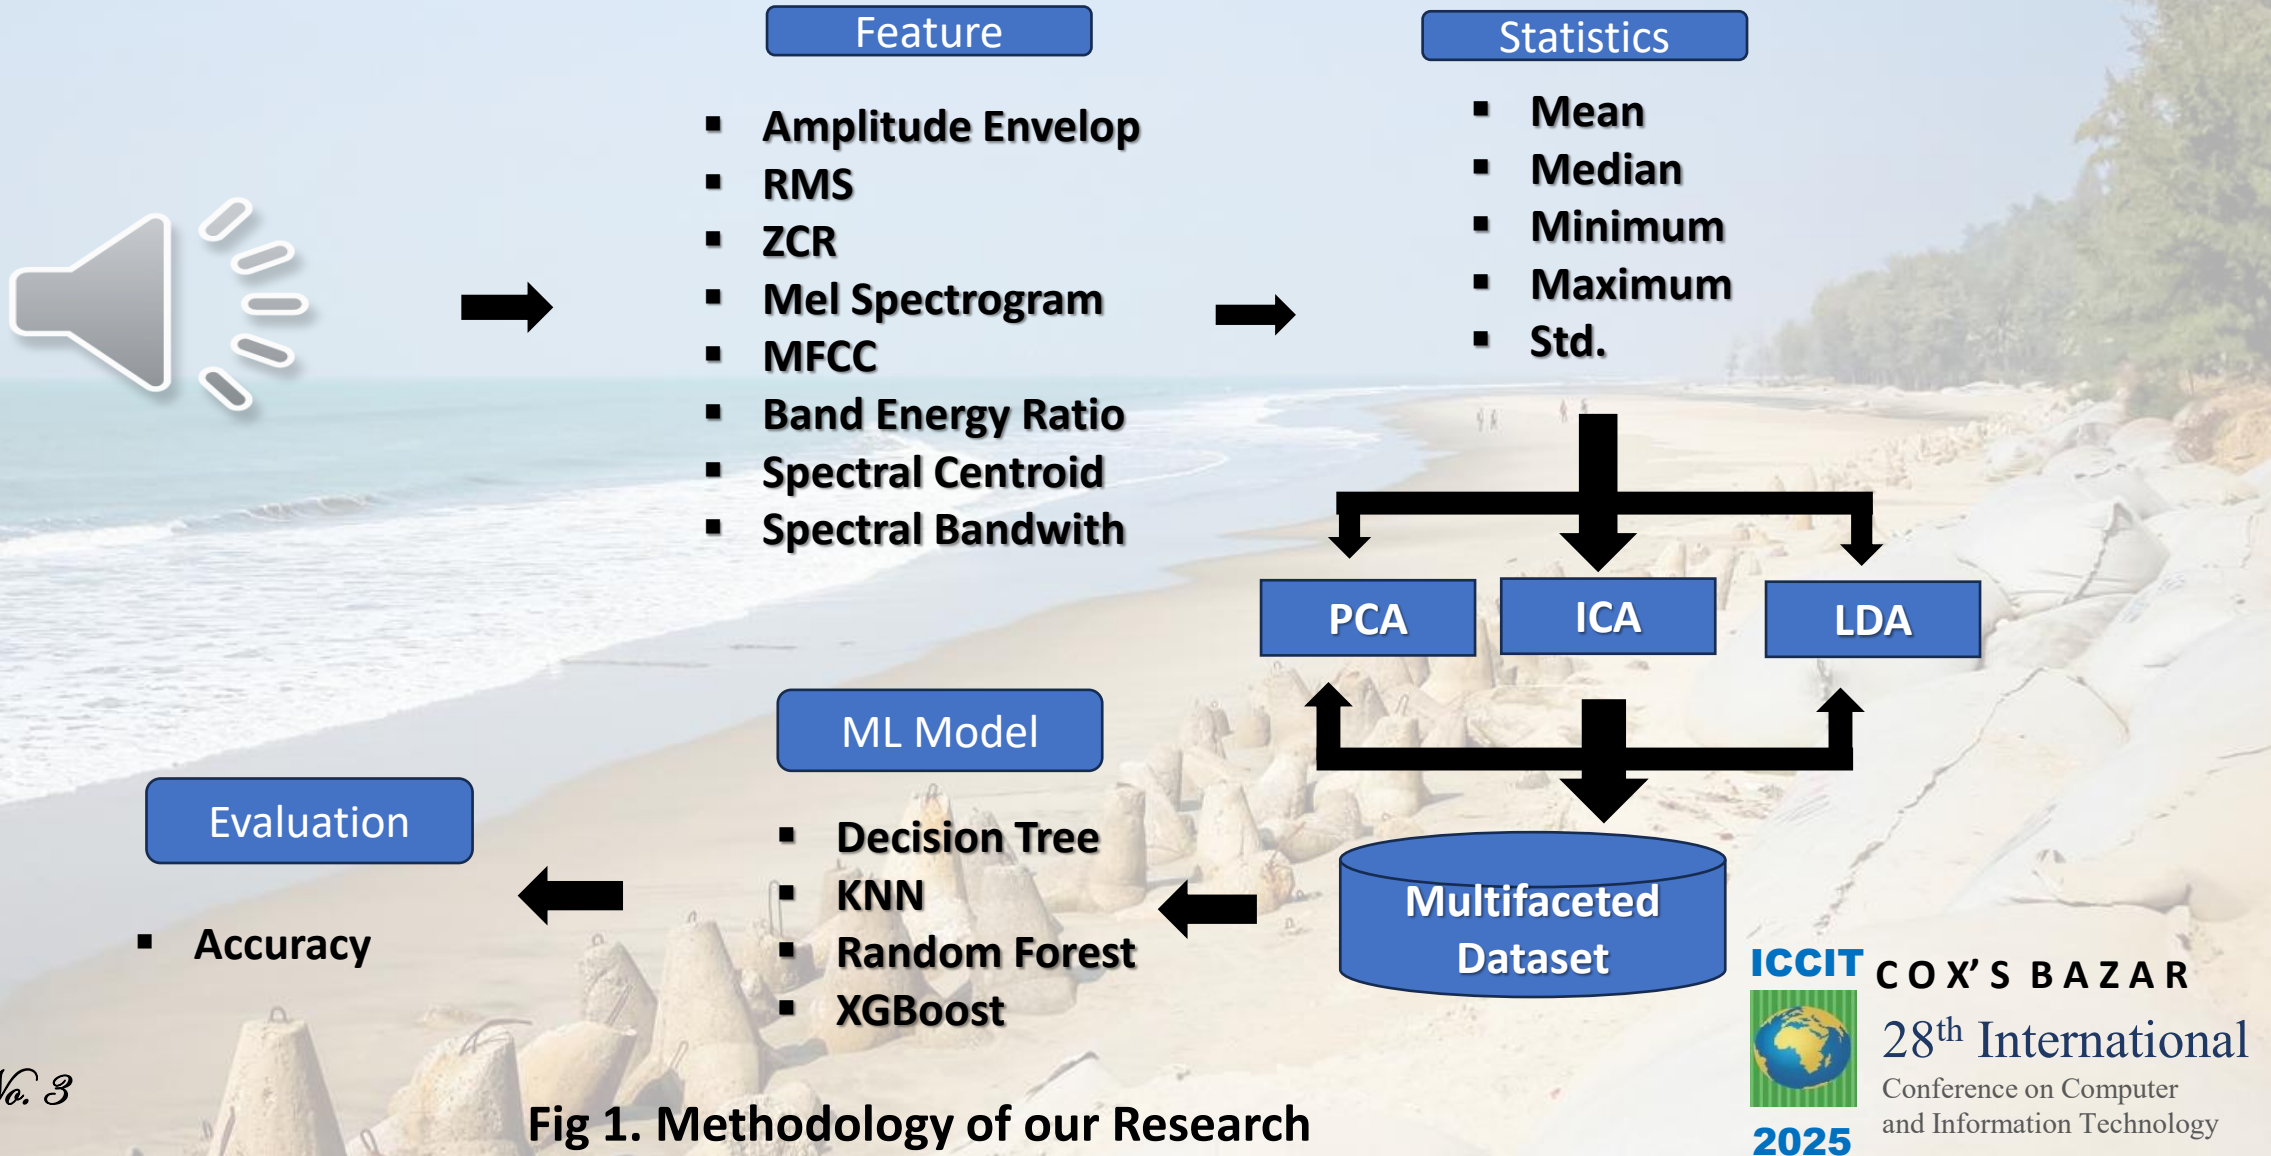 Feature
Amplitude Envelop
RMS
ZCR
Mel Spectrogram
MFCC
Band Energy Ratio
Spectral Centroid
Spectral Bandwith
Statistics
Mean
Median
Minimum
Maximum
Std.
PCA
ICA
LDA
Multifaceted
Dataset
ML Model
Decision Tree
KNN
Random Forest
XGBoost
Evaluation
Accuracy
No. 3
Fig 1. Methodology of our Research
ICCIT
2025
COX'S BAZAR
28th International
Conference on Computer
and Information Technology